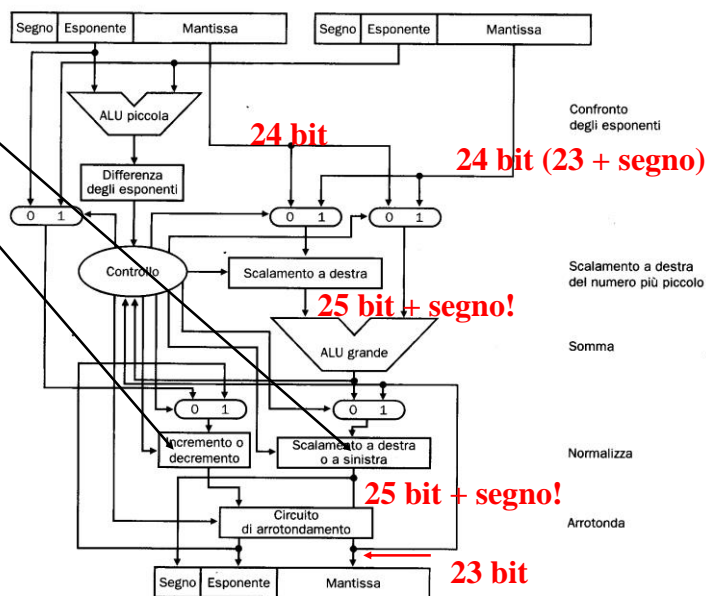 Segno Esponente Mantissa Segno Esponente Mantissa
ALU piccola
Confronto
degli esponenti
24 bit
24 bit (23 + segno)
Differenza
degli esponenti
0 1 0 1 0 1
Controllo
Scalamento a destra
Scalamento a destra
del numero più piccolo
25 bit + segno!
ALU grande
Somma
0 1 0 1
Incremento o
decremento
Scalamento a destra
o a sinistra
Normalizza
25 bit + segno!
Circuito
di arrotondamento
Arrotonda
23 bit
Segno Esponente Mantissa